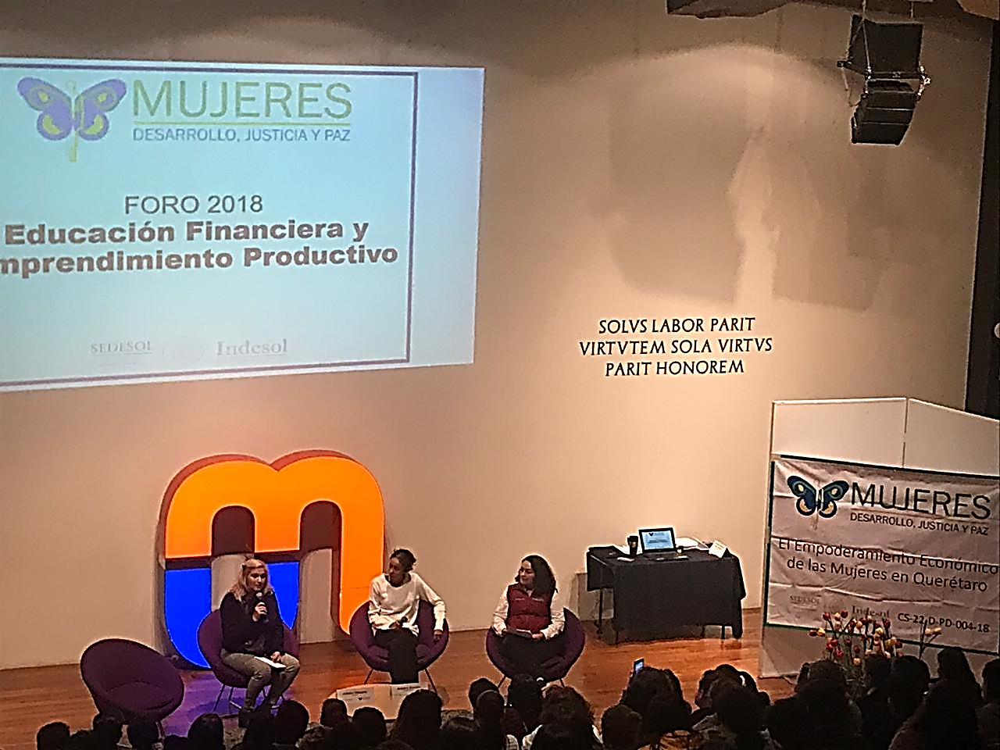 MUJERES
DESARROLLO, JUSTICIA Y PAZ
FORO 2018
Educación Financiera y
mprendimiento Productivo
SEDESOL
Indesol
SOLVS LABOR PARIT
VIRTVTEM SOLA VIRTVS
PARIT HONOREM
m
MUJERES
DESARROLLO, JUSTICIA Y PAZ
El Empoderamiento Económico
de las Mujeres en Querétaro
SEDESOL
Indesol
CS-22-D-PD-004-18